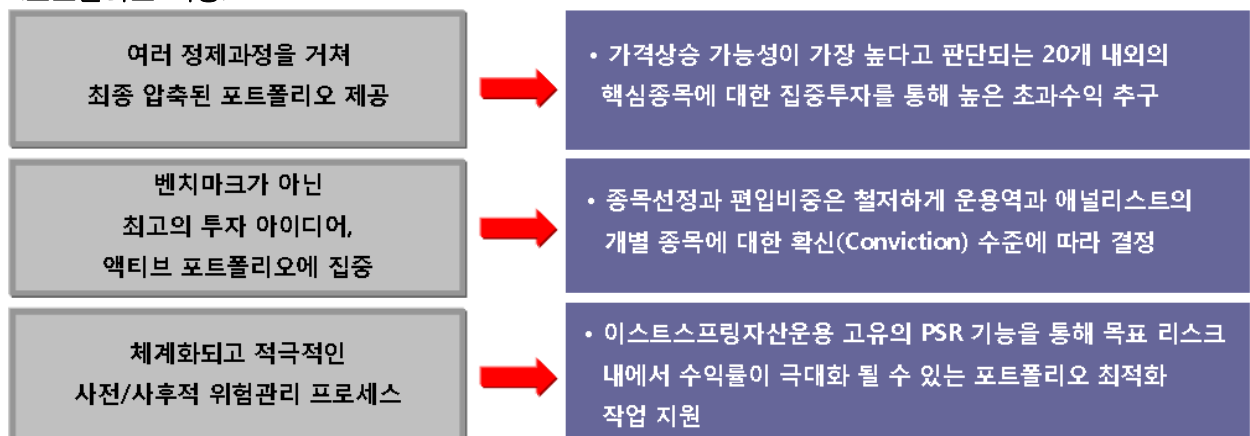 여러 정제과정을 거쳐
최종 압축된 포트폴리오 제공
• 가격상승 가능성이 가장 높다고 판단되는 20개 내외의
핵심종목에 대한 집중투자를 통해 높은 초과수익 추구
벤치마크가 아닌
최고의 투자 아이디어,
액티브 포트폴리오에 집중
• 종목선정과 편입비중은 철저하게 운용역과 애널리스트의
개별 종목에 대한 확신(Conviction) 수준에 따라 결정
체계화되고 적극적인
사전/사후적 위험관리 프로세스
• 이스트스프링자산운용 고유의 PSR 기능을 통해 목표 리스크
내에서 수익률이 극대화 될 수 있는 포트폴리오 최적화
작업 지원